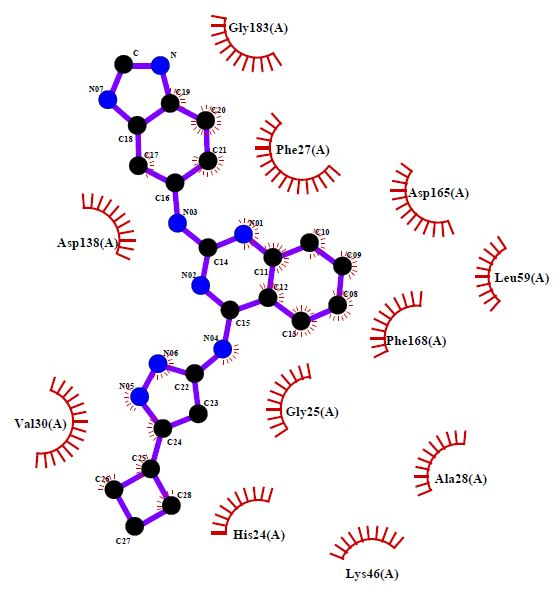 Gly183(A)
C
N
N07
C19
C20
C18
Phe27(A)
C17
C21
C16
Asp165(A)
N03
N01
C10
Asp138(A)
C14
C11
C09
Leu59(A)
N02
C12
C08
C15
C13
N04
Phe168(A)
N06
C22
N05
C23
Gly25(A)
Val30(A)
C24
C25
C26
C28
Ala28(A)
C27
His24(A)
Lys46(A)